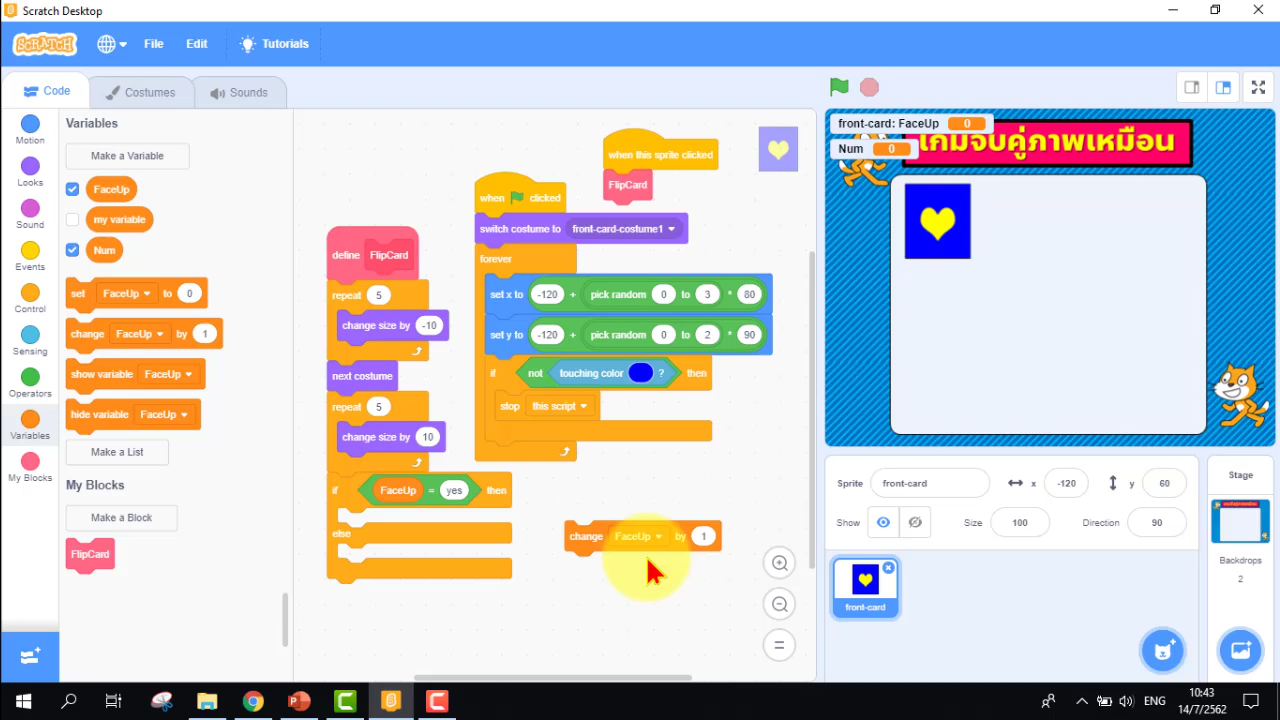 Scratch Desktop
SCRATCH
File
Edit
Tutorials
Code
Costumes
Sounds
Motion
Looks
Sound
Events
Control
Sensing
Operators
Variables
My Blocks
Variables
Make a Variable
FaceUp
my variable
Num
set FaceUp to 0
change FaceUp by 1
show variable FaceUp
hide variable FaceUp
Make a List
My Blocks
Make a Block
FlipCard
when this sprite clicked
FlipCard
when clicked
switch costume to front-card-costume1
forever
set x to -120 + pick random 0 to 3 * 80
set y to -120 + pick random 0 to 2 * 90
if not touching color ? then
stop this script
define FlipCard
repeat 5
change size by -10
next costume
repeat 5
change size by 10
if FaceUp = yes then
else
change FaceUp by 1
front-card: FaceUp 0
Num 0
เกมจับคู่ภาพเหมือน
Sprite front-card x -120 y 60
Show Size 100 Direction 90
front-card
Stage
Backdrops
2
ENG
10:43
14/7/2562